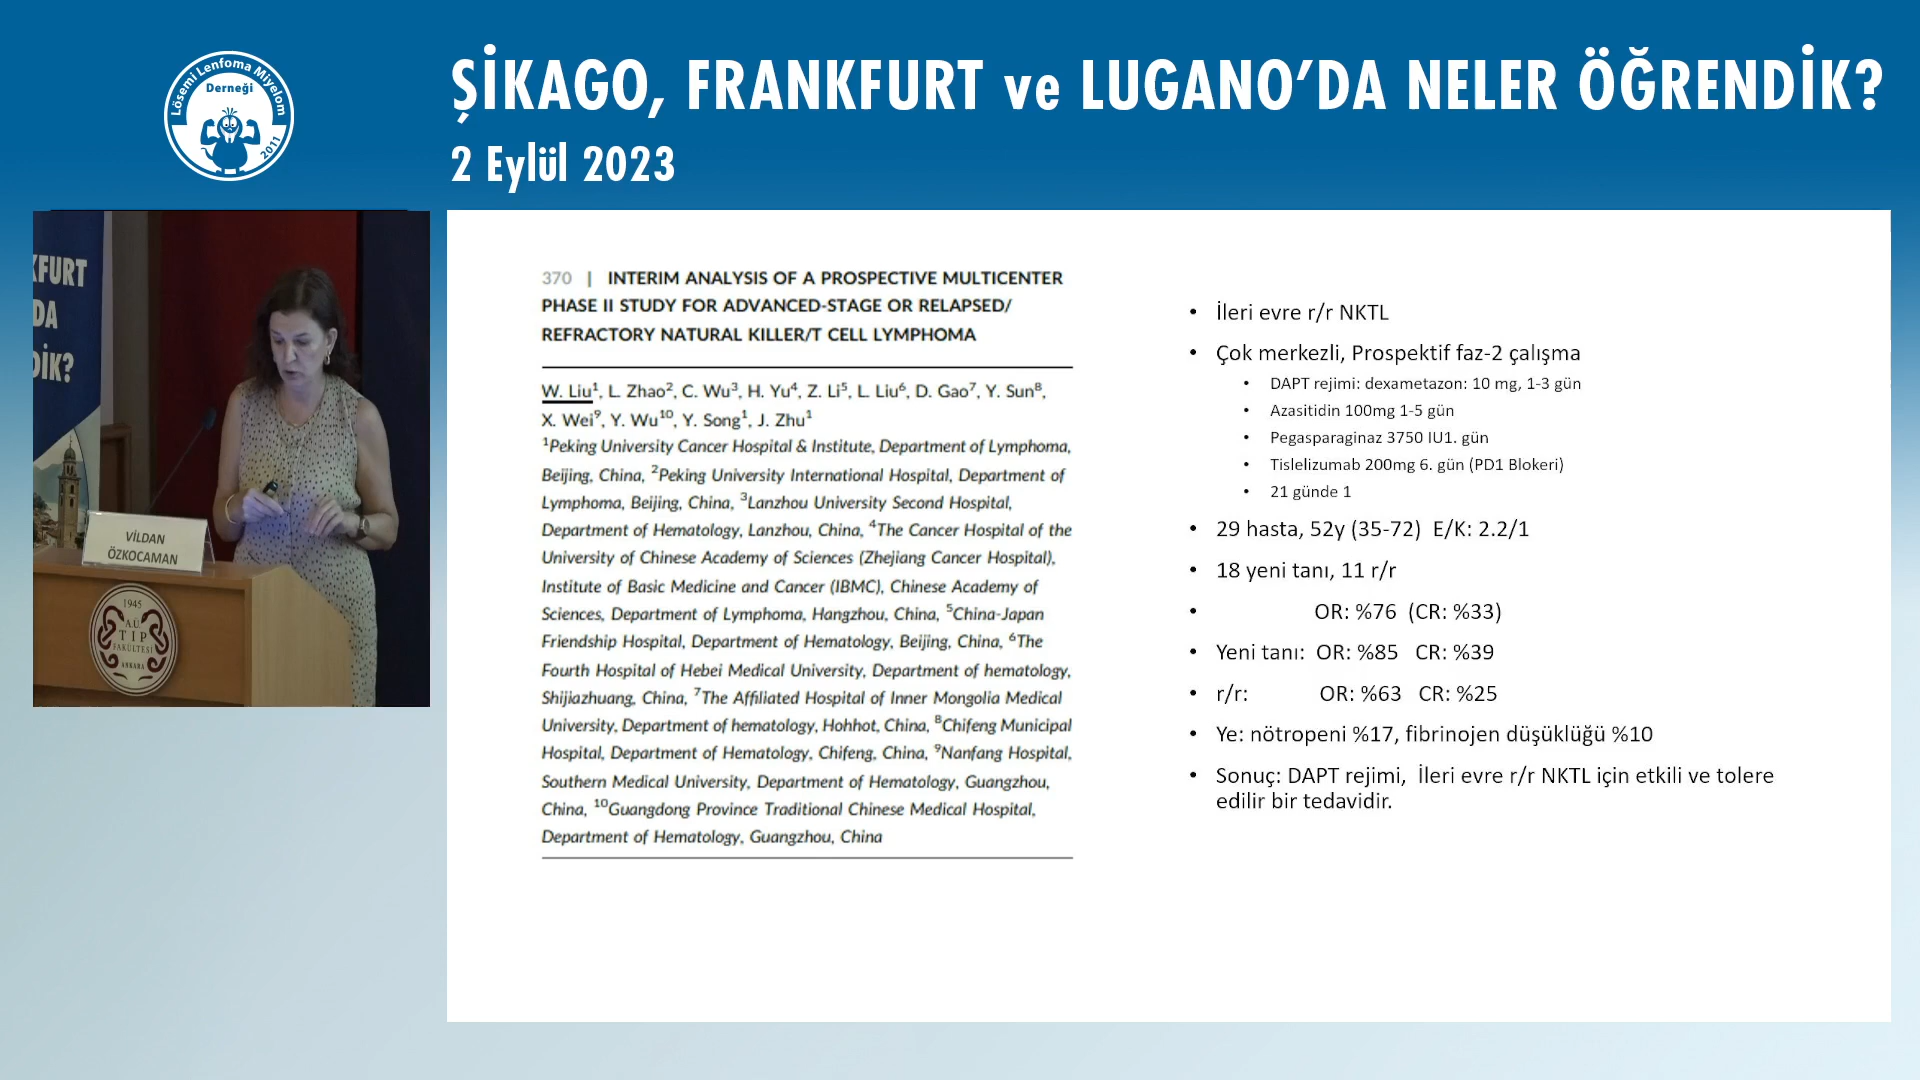 Lösemi Lenfoma Miyelom
Derneği
2011
ŞİKAGO, FRANKFURT ve LUGANO’DA NELER ÖĞRENDİK?
2 Eylül 2023
KFURT
DA
DİK?
VİLDAN
ÖZKOCAMAN
1945
A.Ü.
TIP
FAKÜLTESİ
ANKARA
370 | INTERIM ANALYSIS OF A PROSPECTIVE MULTICENTER
PHASE II STUDY FOR ADVANCED-STAGE OR RELAPSED/
REFRACTORY NATURAL KILLER/T CELL LYMPHOMA
W. Liu¹, L. Zhao², C. Wu³, H. Yu⁴, Z. Li⁵, L. Liu⁶, D. Gao⁷, Y. Sun⁸,
X. Wei⁹, Y. Wu¹⁰, Y. Song¹, J. Zhu¹
¹Peking University Cancer Hospital & Institute, Department of Lymphoma,
Beijing, China, ²Peking University International Hospital, Department of
Lymphoma, Beijing, China, ³Lanzhou University Second Hospital,
Department of Hematology, Lanzhou, China, ⁴The Cancer Hospital of the
University of Chinese Academy of Sciences (Zhejiang Cancer Hospital),
Institute of Basic Medicine and Cancer (IBMC), Chinese Academy of
Sciences, Department of Lymphoma, Hangzhou, China, ⁵China-Japan
Friendship Hospital, Department of Hematology, Beijing, China, ⁶The
Fourth Hospital of Hebei Medical University, Department of hematology,
Shijiazhuang, China, ⁷The Affiliated Hospital of Inner Mongolia Medical
University, Department of hematology, Hohhot, China, ⁸Chifeng Municipal
Hospital, Department of Hematology, Chifeng, China, ⁹Nanfang Hospital,
Southern Medical University, Department of Hematology, Guangzhou,
China, ¹⁰Guangdong Province Traditional Chinese Medical Hospital,
Department of Hematology, Guangzhou, China
• İleri evre r/r NKTL
• Çok merkezli, Prospektif faz-2 çalışma
• DAPT rejimi: dexametazon: 10 mg, 1-3 gün
• Azasitidin 100mg 1-5 gün
• Pegasparaginaz 3750 IU1. gün
• Tislelizumab 200mg 6. gün (PD1 Blokeri)
• 21 günde 1
• 29 hasta, 52y (35-72) E/K: 2.2/1
• 18 yeni tanı, 11 r/r
• OR: %76 (CR: %33)
• Yeni tanı: OR: %85 CR: %39
• r/r: OR: %63 CR: %25
• Ye: nötropeni %17, fibrinojen düşüklüğü %10
• Sonuç: DAPT rejimi, İleri evre r/r NKTL için etkili ve tolere
edilir bir tedavidir.